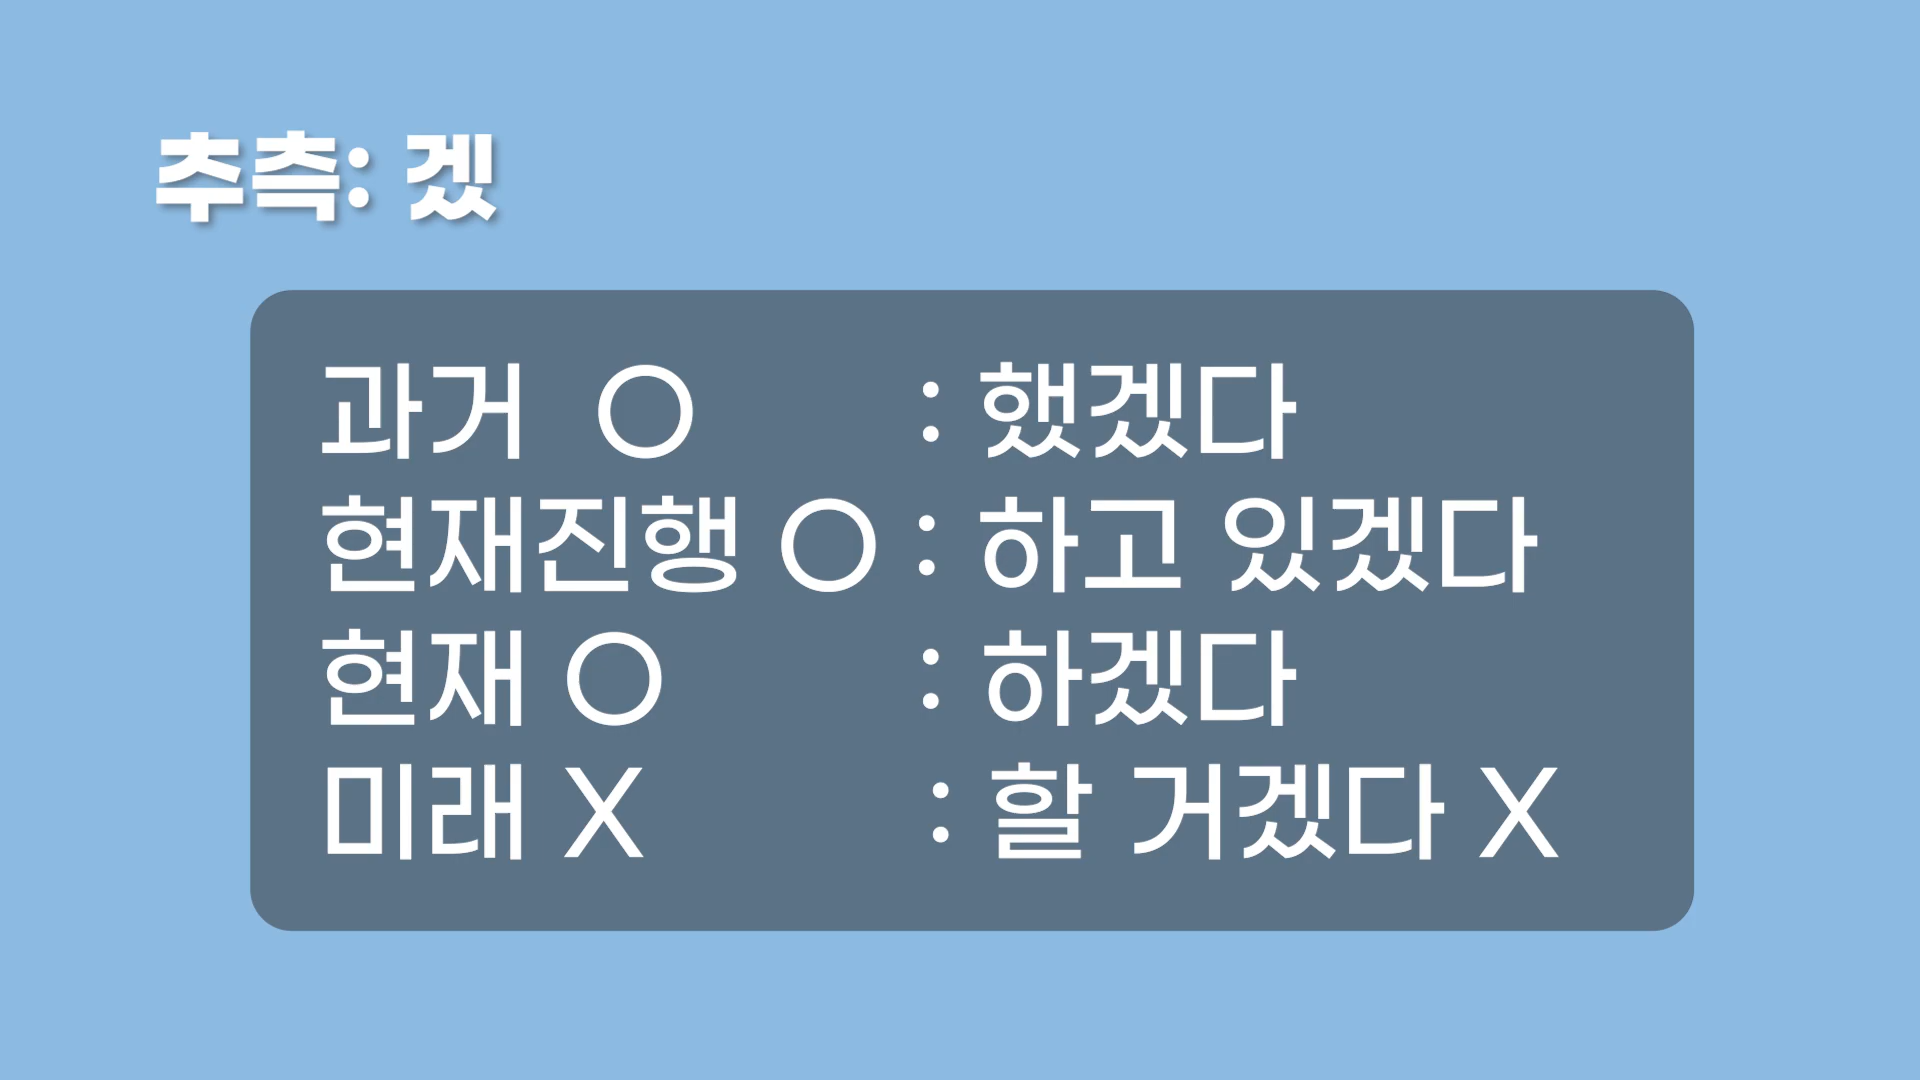 추측: 겠
과거 O : 했겠다
현재진행 O : 하고 있겠다
현재 O : 하겠다
미래 X : 할 거겠다 X